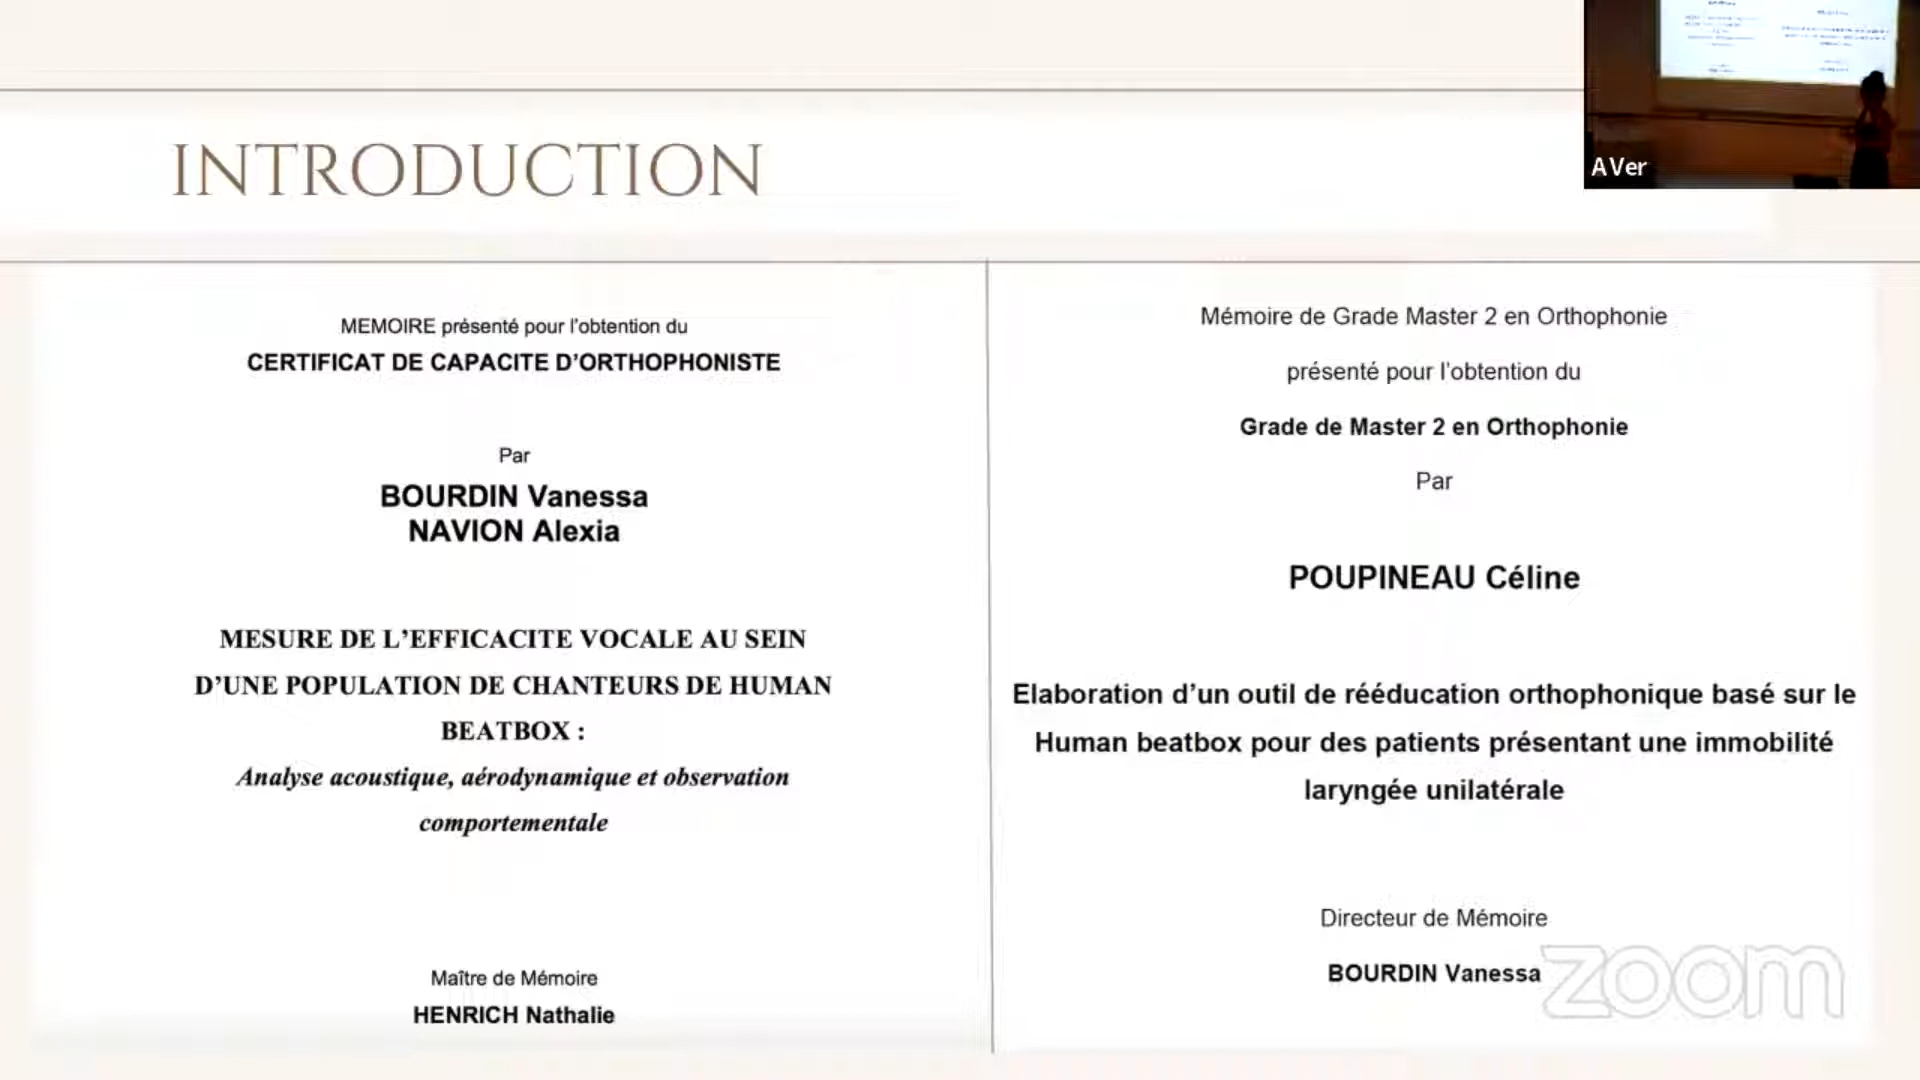 INTRODUCTION
AVer
MEMOIRE présenté pour l'obtention du
CERTIFICAT DE CAPACITE D'ORTHOPHONISTE
Par
BOURDIN Vanessa
NAVION Alexia
MESURE DE L'EFFICACITE VOCALE AU SEIN
D'UNE POPULATION DE CHANTEURS DE HUMAN
BEATBOX :
Analyse acoustique, aérodynamique et observation
comportementale
Maître de Mémoire
HENRICH Nathalie
Mémoire de Grade Master 2 en Orthophonie
présenté pour l'obtention du
Grade de Master 2 en Orthophonie
Par
POUPINEAU Céline
Elaboration d'un outil de rééducation orthophonique basé sur le
Human beatbox pour des patients présentant une immobilité
laryngée unilatérale
Directeur de Mémoire
BOURDIN Vanessa
zoom